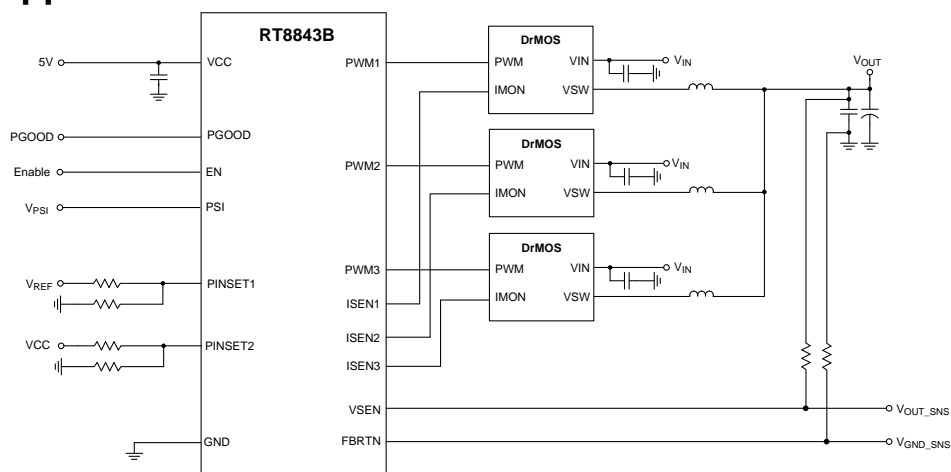 RT8843B
5V
VCC
PGOOD
PGOOD
Enable
EN
VPSI
PSI
VREF
PINSET1
VCC
PINSET2
GND
PWM1
PWM2
PWM3
ISEN1
ISEN2
ISEN3
VSEN
FBRTN
DrMOS
PWM
VIN
VIN
IMON
VSW
DrMOS
PWM
VIN
VIN
IMON
VSW
DrMOS
PWM
VIN
VIN
IMON
VSW
VOUT
VOUT_SNS
VGND_SNS